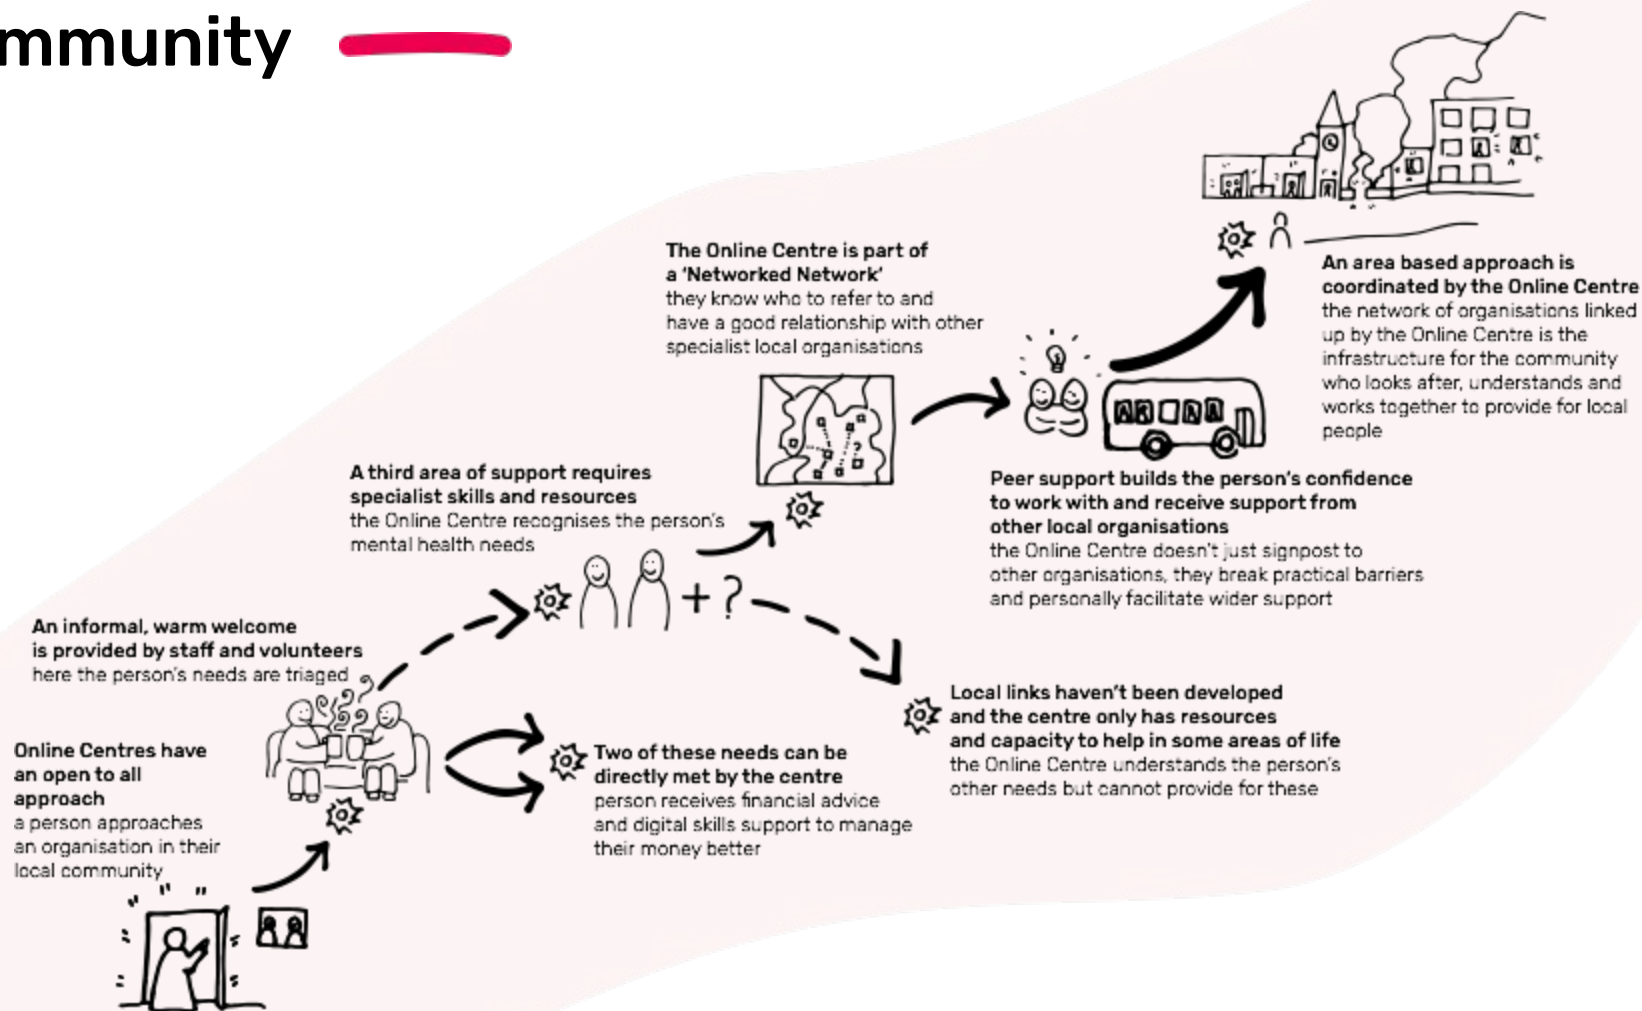 mmunity
The Online Centre is part of
a 'Networked Network'
they know who to refer to and
have a good relationship with other
specialist local organisations
An area based approach is
coordinated by the Online Centre
the network of organisations linked
up by the Online Centre is the
infrastructure for the community
who looks after, understands and
works together to provide for local
people
A third area of support requires
specialist skills and resources
the Online Centre recognises the person's
mental health needs
Peer support builds the person's confidence
to work with and receive support from
other local organisations
the Online Centre doesn't just signpost to
other organisations, they break practical barriers
and personally facilitate wider support
+ ?
An informal, warm welcome
is provided by staff and volunteers
here the person's needs are triaged
Local links haven't been developed
and the centre only has resources
and capacity to help in some areas of life
the Online Centre understands the person's
other needs but cannot provide for these
Online Centres have
an open to all
approach
a person approaches
an organisation in their
local community
Two of these needs can be
directly met by the centre
person receives financial advice
and digital skills support to manage
their money better